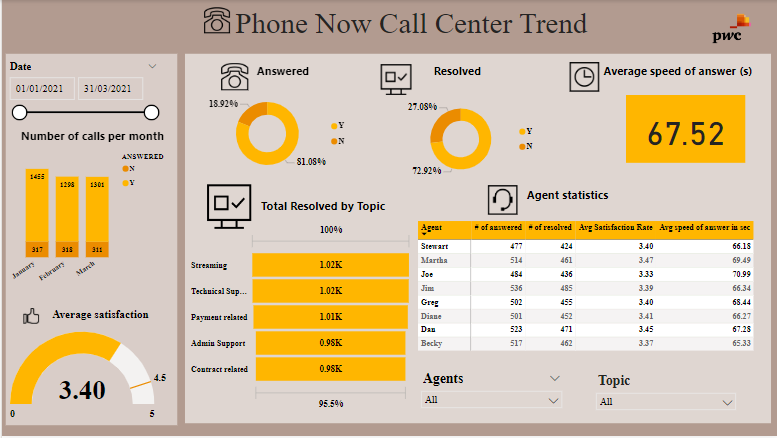 Phone Now Call Center Trend
pwc
Date
01/01/2021 31/03/2021
Number of calls per month
ANSWERED
N
Y
1455 1298 1301
317 318 311
January February March
Average satisfaction
3.40
4.5
0 5
Answered
18.92%
81.08%
Y
N
Resolved
27.08%
72.92%
Y
N
Average speed of answer (s)
67.52
Total Resolved by Topic
100%
Streaming 1.02K
Technical Sup... 1.02K
Payment related 1.01K
Admin Support 0.98K
Contract related 0.98K
95.5%
Agent statistics
Agent # of answered # of resolved Avg Satisfaction Rate Avg speed of answer in sec
Stewart 477 424 3.40 66.18
Martha 514 461 3.47 69.49
Joe 484 436 3.33 70.99
Jim 536 485 3.39 66.34
Greg 502 455 3.40 68.44
Diane 501 452 3.41 66.27
Dan 523 471 3.45 67.28
Becky 517 462 3.37 65.33
Agents
All
Topic
All